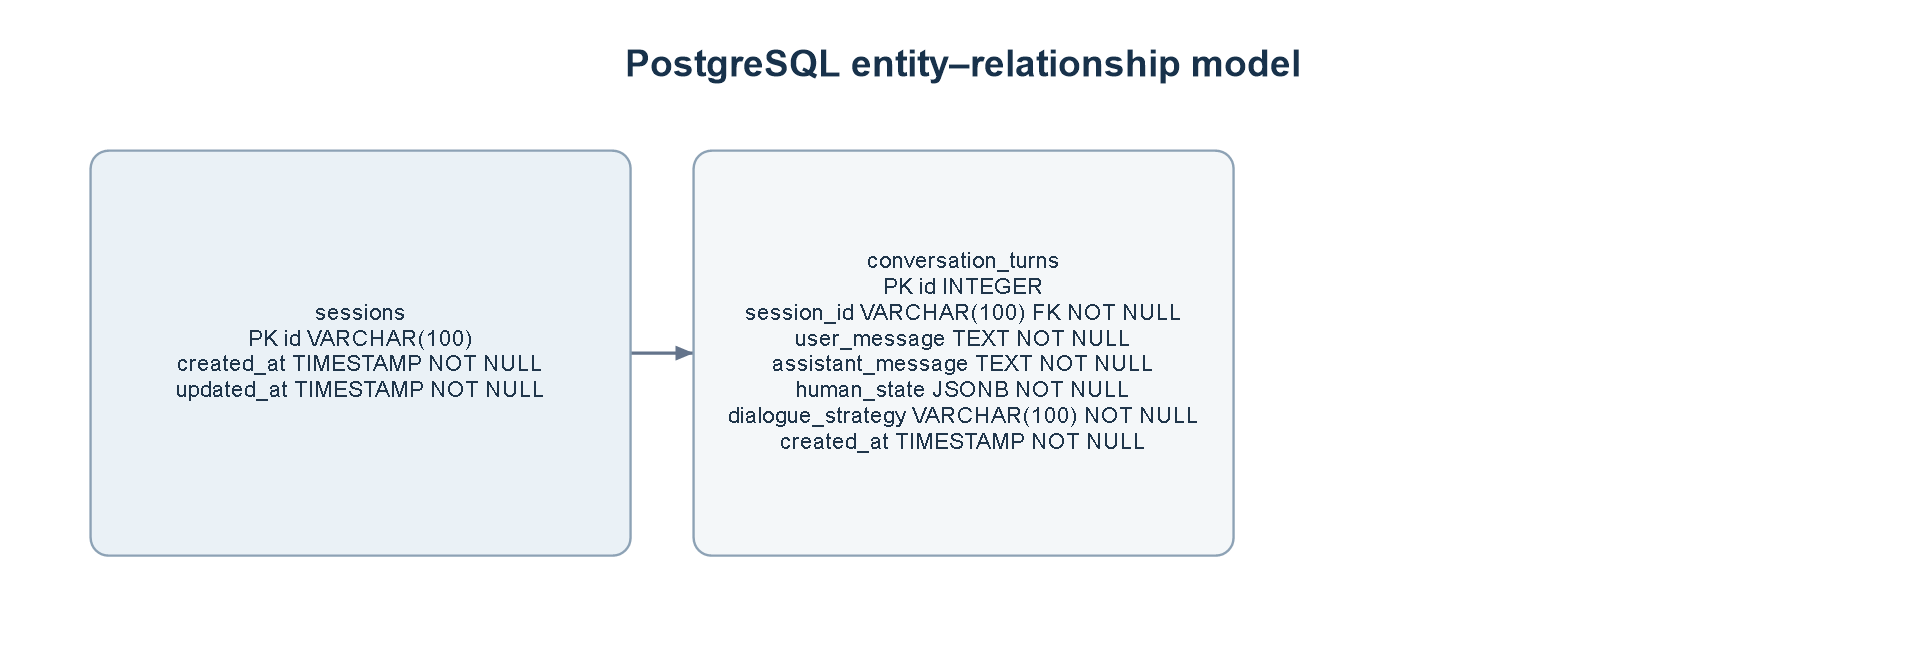 PostgreSQL entity–relationship model
sessions
PK id VARCHAR(100)
created_at TIMESTAMP NOT NULL
updated_at TIMESTAMP NOT NULL
conversation_turns
PK id INTEGER
session_id VARCHAR(100) FK NOT NULL
user_message TEXT NOT NULL
assistant_message TEXT NOT NULL
human_state JSONB NOT NULL
dialogue_strategy VARCHAR(100) NOT NULL
created_at TIMESTAMP NOT NULL